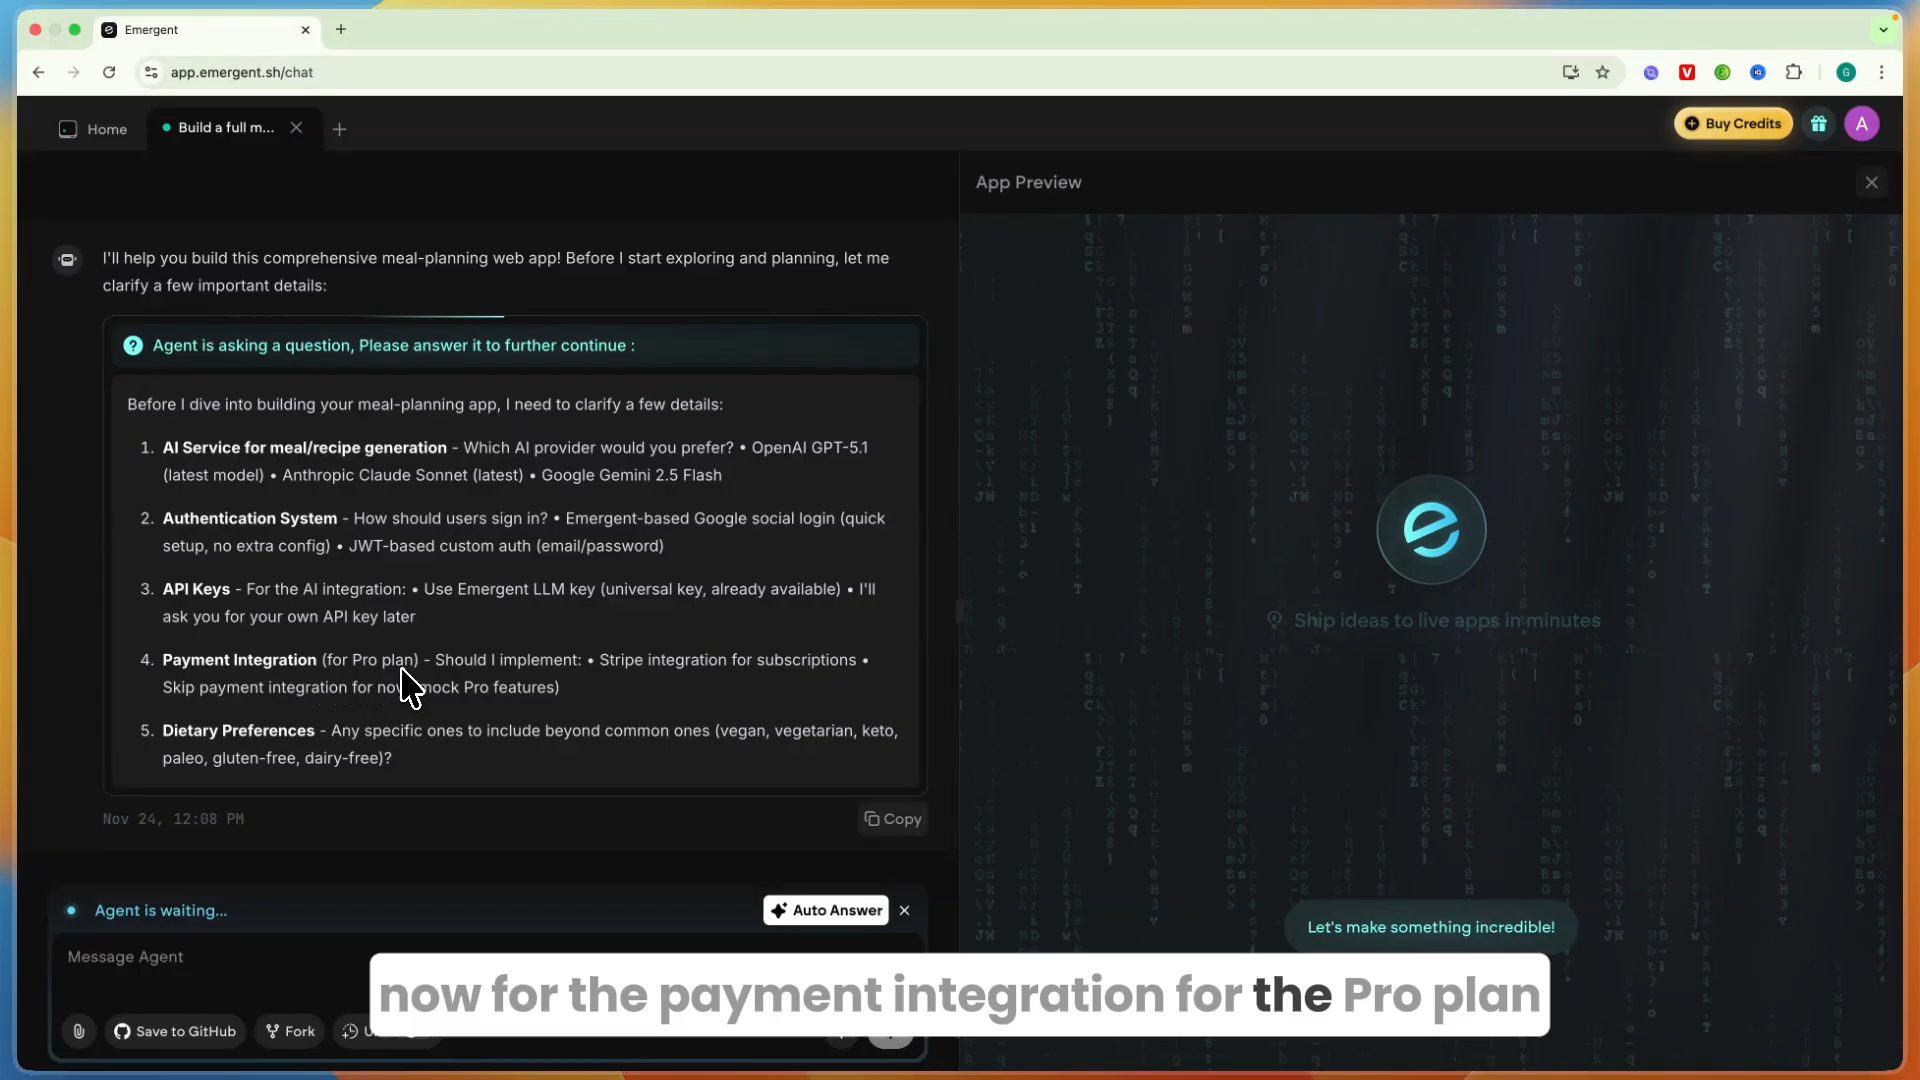 Emergent
app.emergent.sh/chat
Home
Build a full m...
Buy Credits
A
App Preview
I'll help you build this comprehensive meal-planning web app! Before I start exploring and planning, let me
clarify a few important details:
Agent is asking a question, Please answer it to further continue :
Before I dive into building your meal-planning app, I need to clarify a few details:
1. AI Service for meal/recipe generation - Which AI provider would you prefer? • OpenAI GPT-5.1
(latest model) • Anthropic Claude Sonnet (latest) • Google Gemini 2.5 Flash
2. Authentication System - How should users sign in? • Emergent-based Google social login (quick
setup, no extra config) • JWT-based custom auth (email/password)
3. API Keys - For the AI integration: • Use Emergent LLM key (universal key, already available) • I'll
ask you for your own API key later
4. Payment Integration (for Pro plan) - Should I implement: • Stripe integration for subscriptions •
Skip payment integration for now mock Pro features)
5. Dietary Preferences - Any specific ones to include beyond common ones (vegan, vegetarian, keto,
paleo, gluten-free, dairy-free)?
Nov 24, 12:08 PM
Copy
Ship ideas to live apps in minutes
Let's make something incredible!
Agent is waiting...
Auto Answer
Message Agent
now for the payment integration for the Pro plan
Save to GitHub
Fork